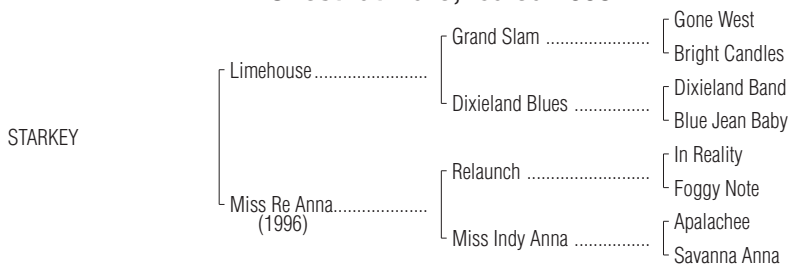 Gone West
Grand Slam ......................
Bright Candles
Limehouse........................
Dixieland Band
Dixieland Blues ................
Blue Jean Baby
STARKEY
In Reality
Relaunch ..........................
Foggy Note
Miss Re Anna....................
(1996)
Apalachee
Miss Indy Anna ................
Savanna Anna